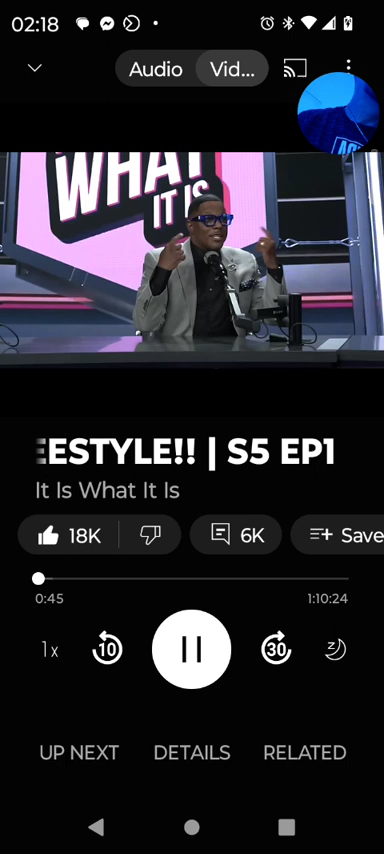 02:18
Audio Vid...
WHAT
IT IS
EESTYLE!! | S5 EP1
It Is What It Is
18K 6K Save
0:45 1:10:24
1x 10 30 z
UP NEXT DETAILS RELATED